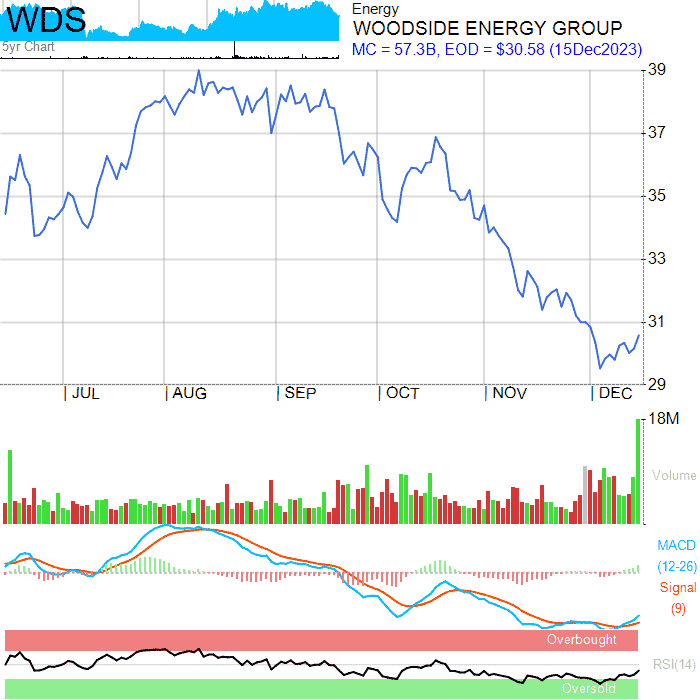 WDS
5yr Chart
Energy
WOODSIDE ENERGY GROUP
MC = 57.3B, EOD = $30.58 (15Dec2023)
39
37
35
33
31
29
JUL AUG SEP OCT NOV DEC
18M
Volume
MACD
(12-26)
Signal
(9)
Overbought
RSI(14)
Oversold